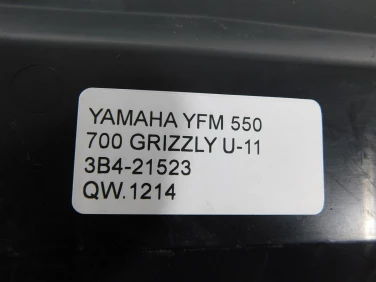 YAMAHA YFM 550
700 GRIZZLY U-11
3B4-21523
QW.1214